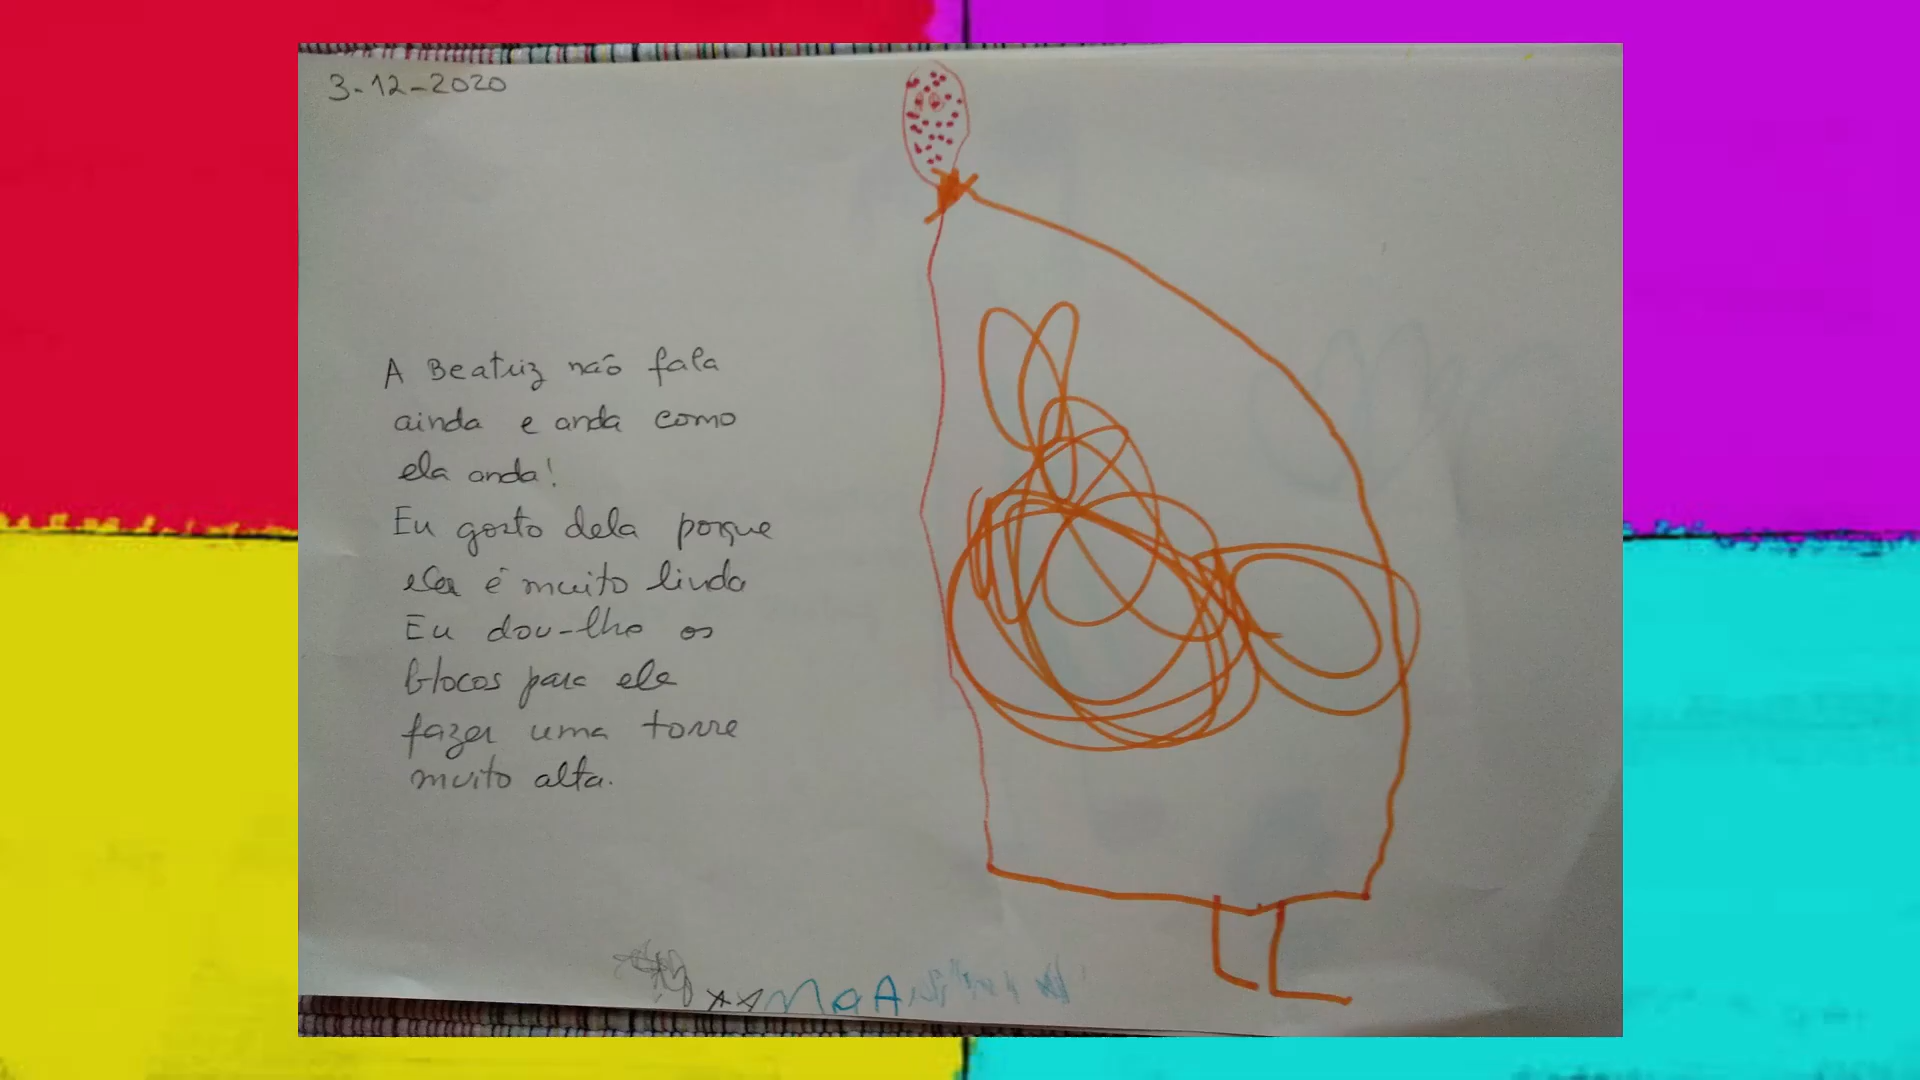 3-12-2020
A Beatriz não fala
ainda e anda como
ela anda!
Eu gosto dela porque
ela é muito linda
Eu dou-lhe os
blocos para ela
fazer uma torre
muito alta.